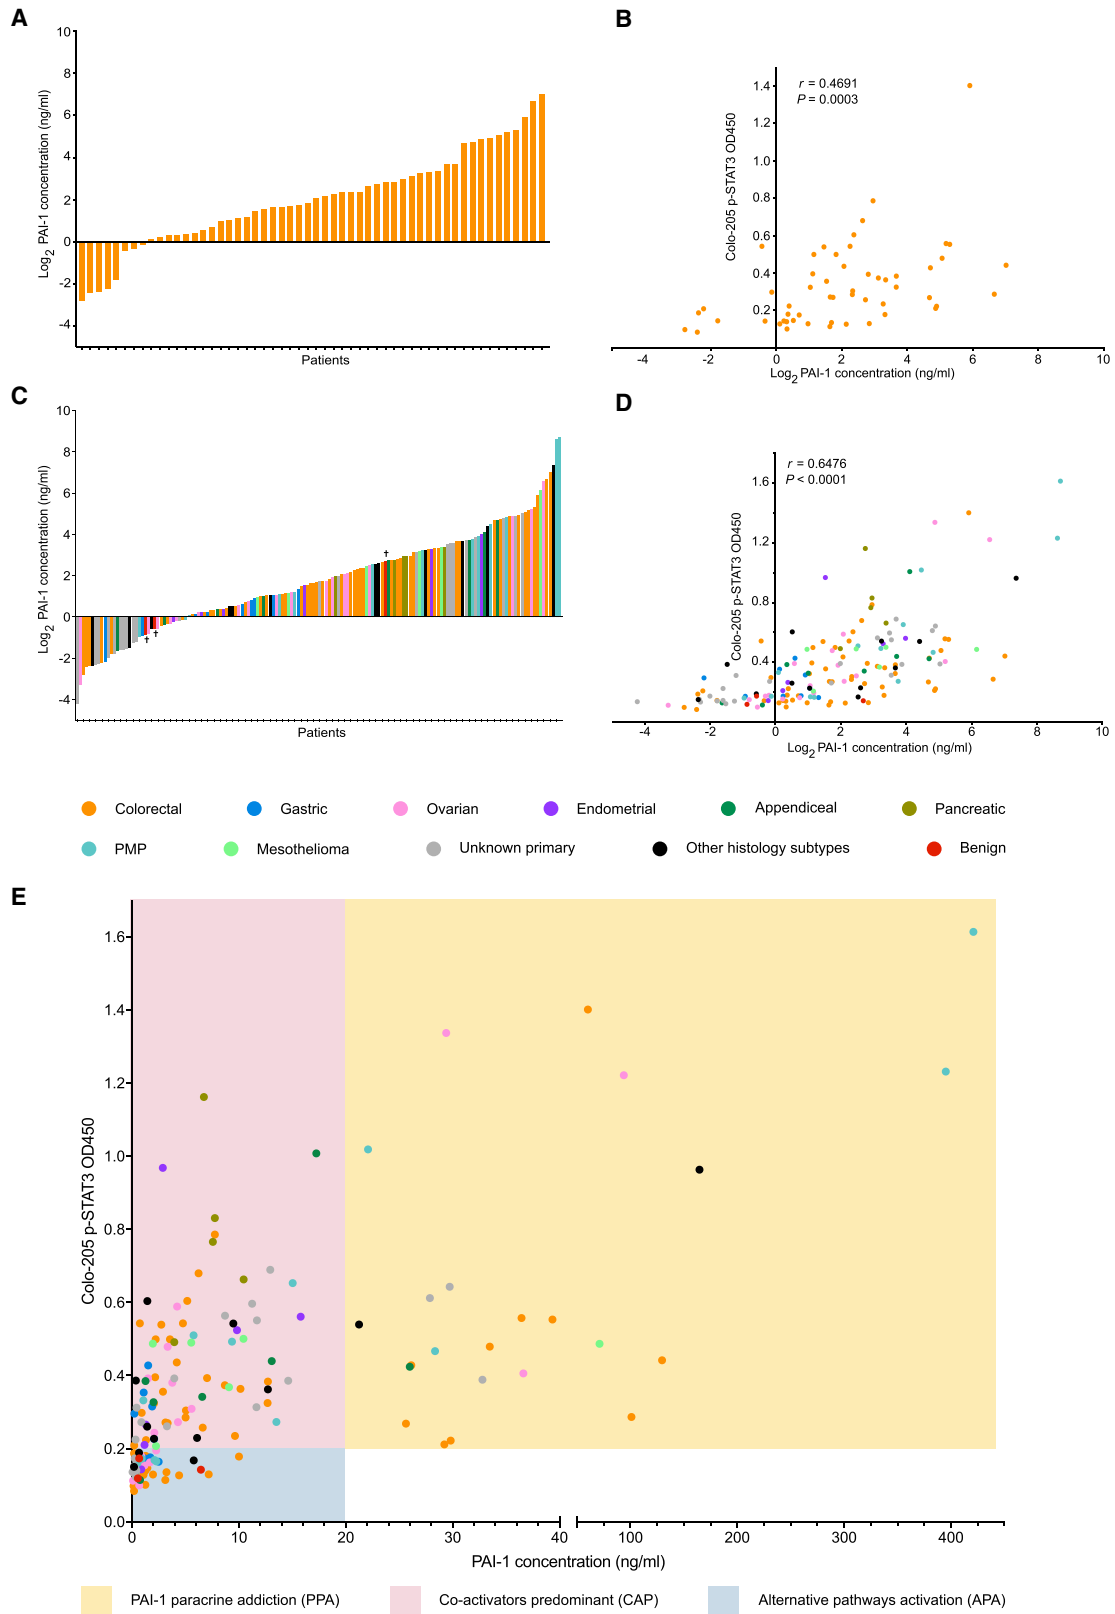 A
10
8
6
4
2
0
-2
-4
Log2 PAI-1 concentration (ng/ml)
Patients
B
r = 0.4691
P = 0.0003
1.4
1.2
1.0
0.8
0.6
0.4
0.2
Colo-205 p-STAT3 OD450
-4 -2 0 2 4 6 8 10
Log2 PAI-1 concentration (ng/ml)
C
10
8
6
4
2
0
-2
-4
Log2 PAI-1 concentration (ng/ml)
†
† †
Patients
D
r = 0.6476
P < 0.0001
1.6
1.2
0.8
0.4
Colo-205 p-STAT3 OD450
-4 -2 0 2 4 6 8 10
Log2 PAI-1 concentration (ng/ml)
Colorectal Gastric Ovarian Endometrial Appendiceal Pancreatic
PMP Mesothelioma Unknown primary Other histology subtypes Benign
E
1.6
1.4
1.2
1.0
0.8
0.6
0.4
0.2
0.0
Colo-205 p-STAT3 OD450
0 10 20 30 40 100 200 300 400
PAI-1 concentration (ng/ml)
PAI-1 paracrine addiction (PPA) Co-activators predominant (CAP) Alternative pathways activation (APA)